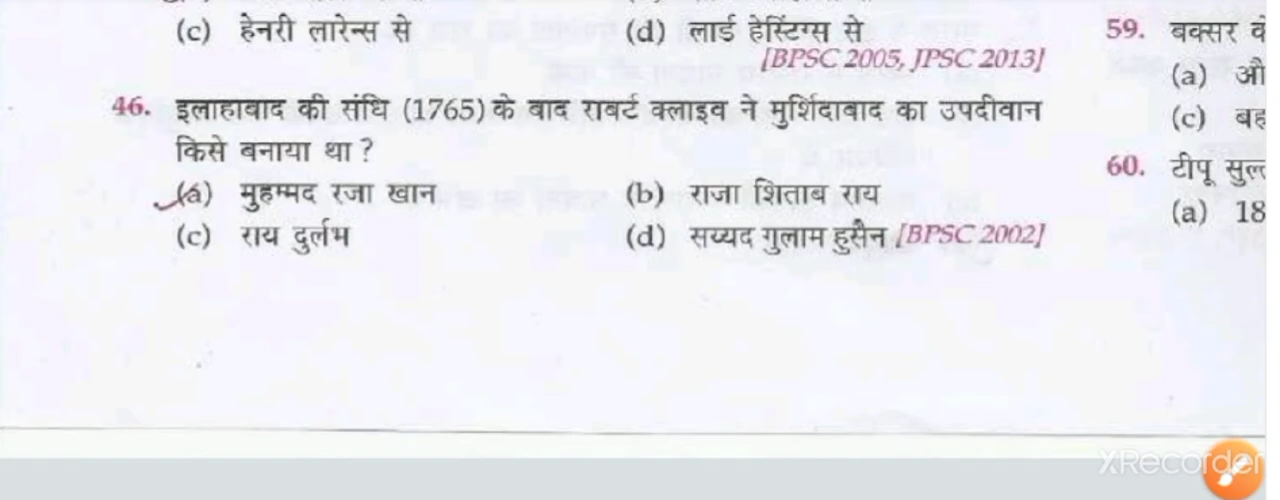 (c) हेनरी लारेन्स से
(d) लार्ड हेस्टिंग्स से
[BPSC 2005, JPSC 2013]
46. इलाहाबाद की संधि (1765) के बाद राबर्ट क्लाइव ने मुर्शिदाबाद का उपदीवान
किसे बनाया था ?
(a) मुहम्मद रजा खान
(b) राजा शिताब राय
(c) राय दुर्लभ
(d) सय्यद गुलाम हुसैन [BPSC 2002]
59. बक्सर
(a)
(c)
60. टीपू
(a) 18
XRecorder